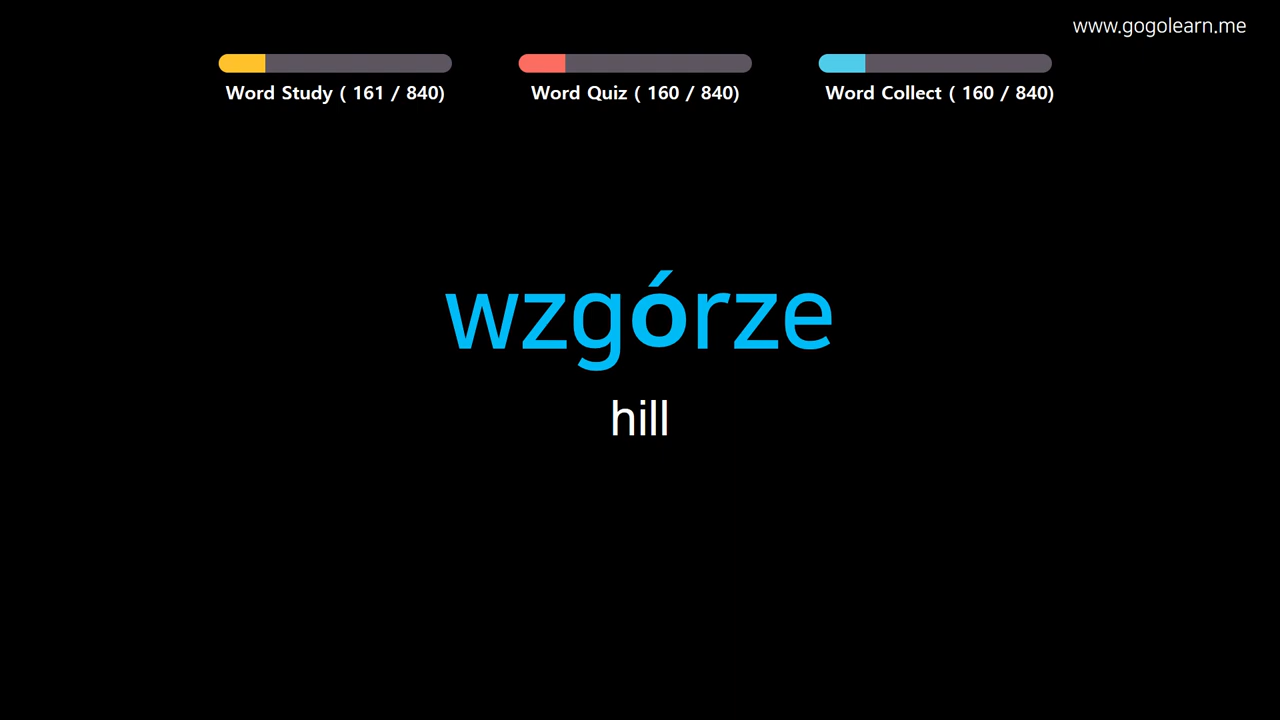 www.gogolearn.me
Word Study ( 161 / 840)
Word Quiz ( 160 / 840)
Word Collect ( 160 / 840)
wzgórze
hill